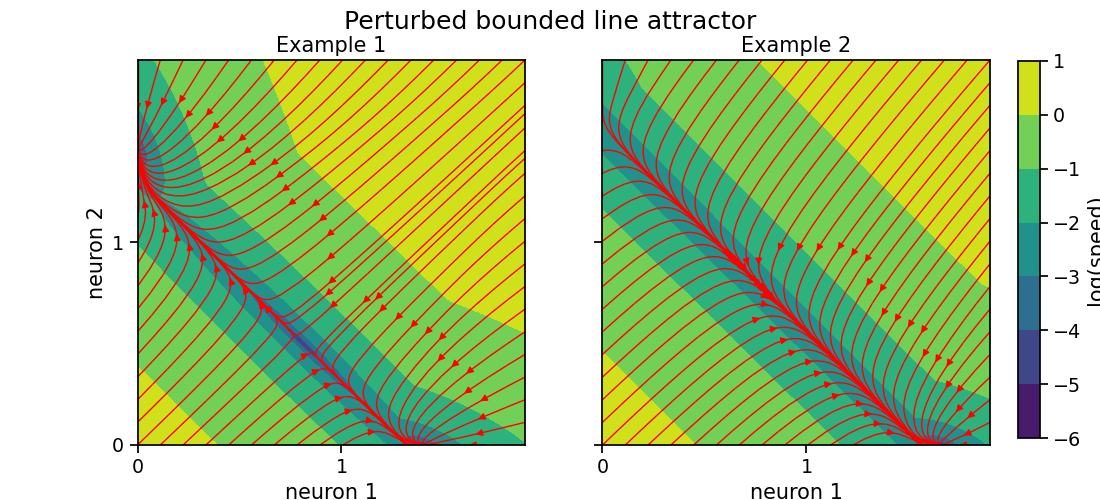 Perturbed bounded line attractor
Example 1
Example 2
neuron 2
1
0
0
1
neuron 1
0
1
neuron 1
1
0
−1
−2
−3
−4
−5
−6
log(speed)